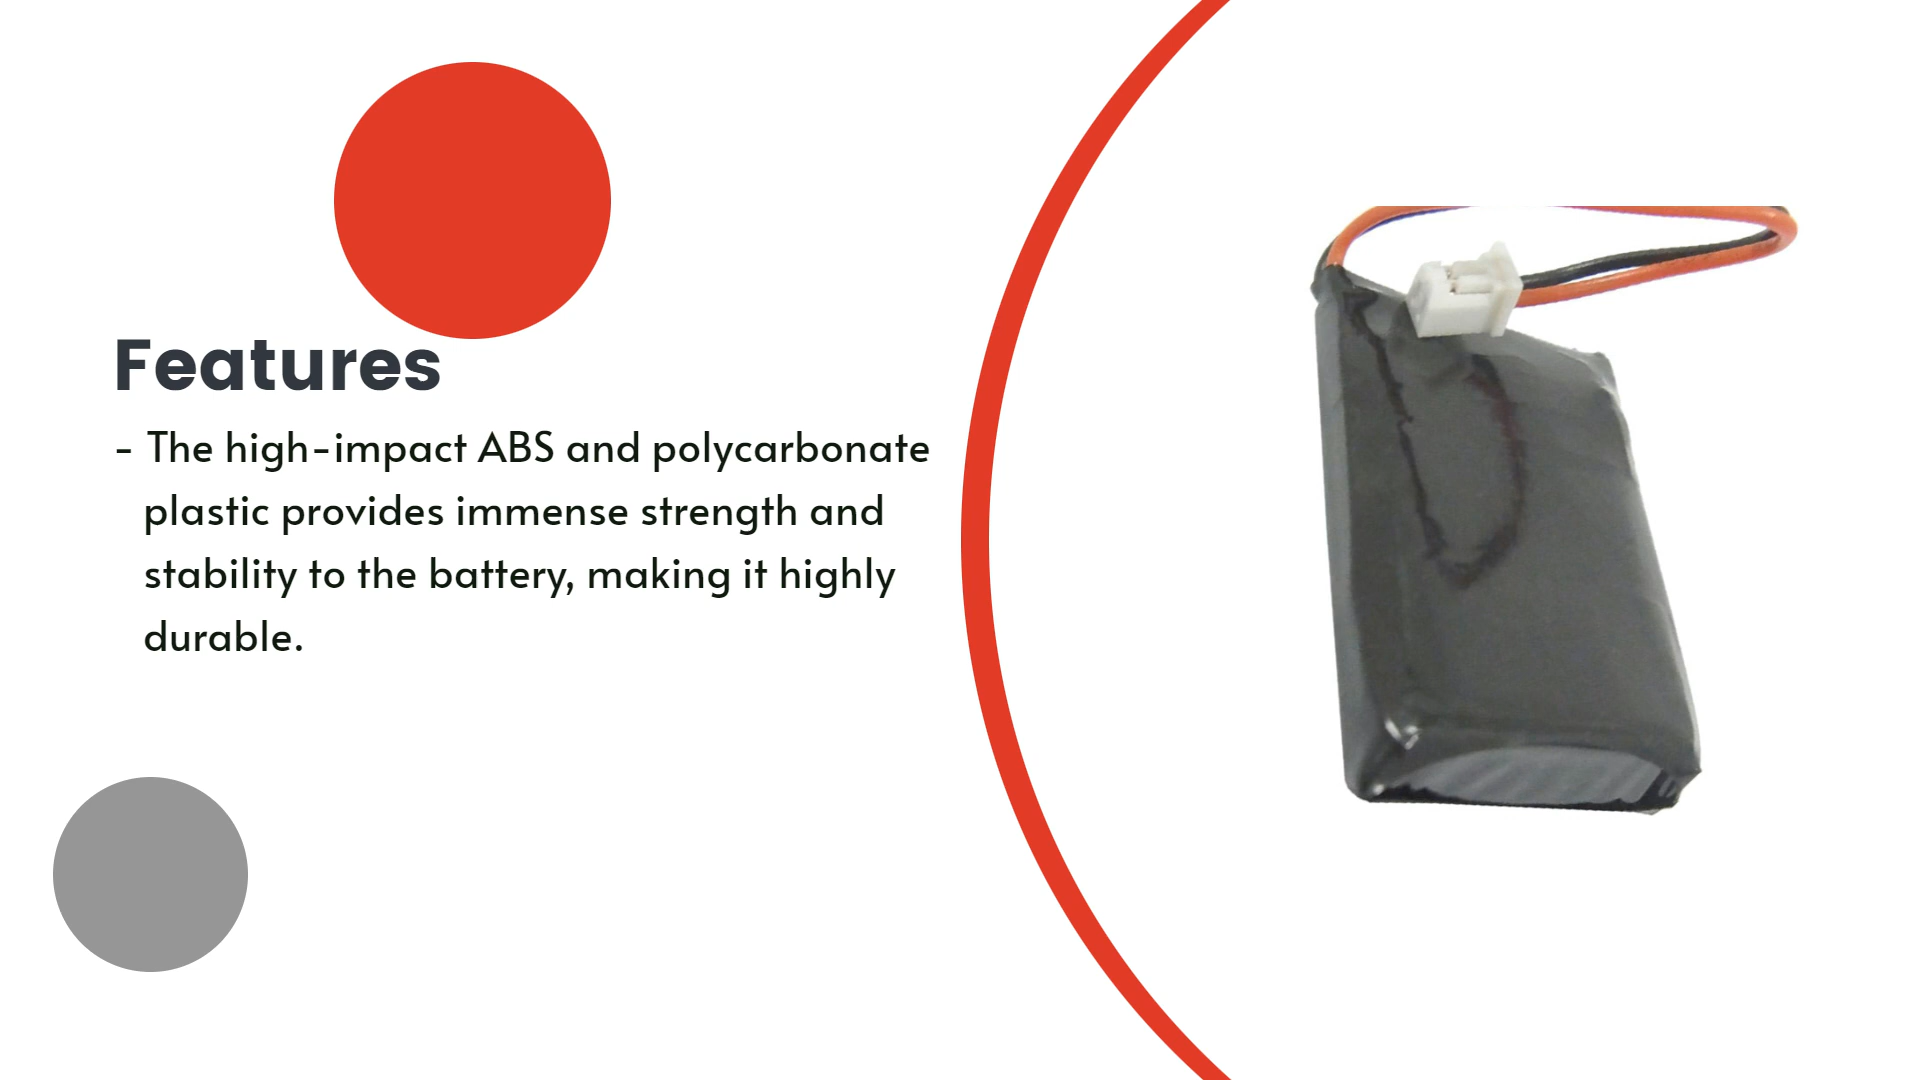 Features
- The high-impact ABS and polycarbonate
plastic provides immense strength and
stability to the battery, making it highly
durable.